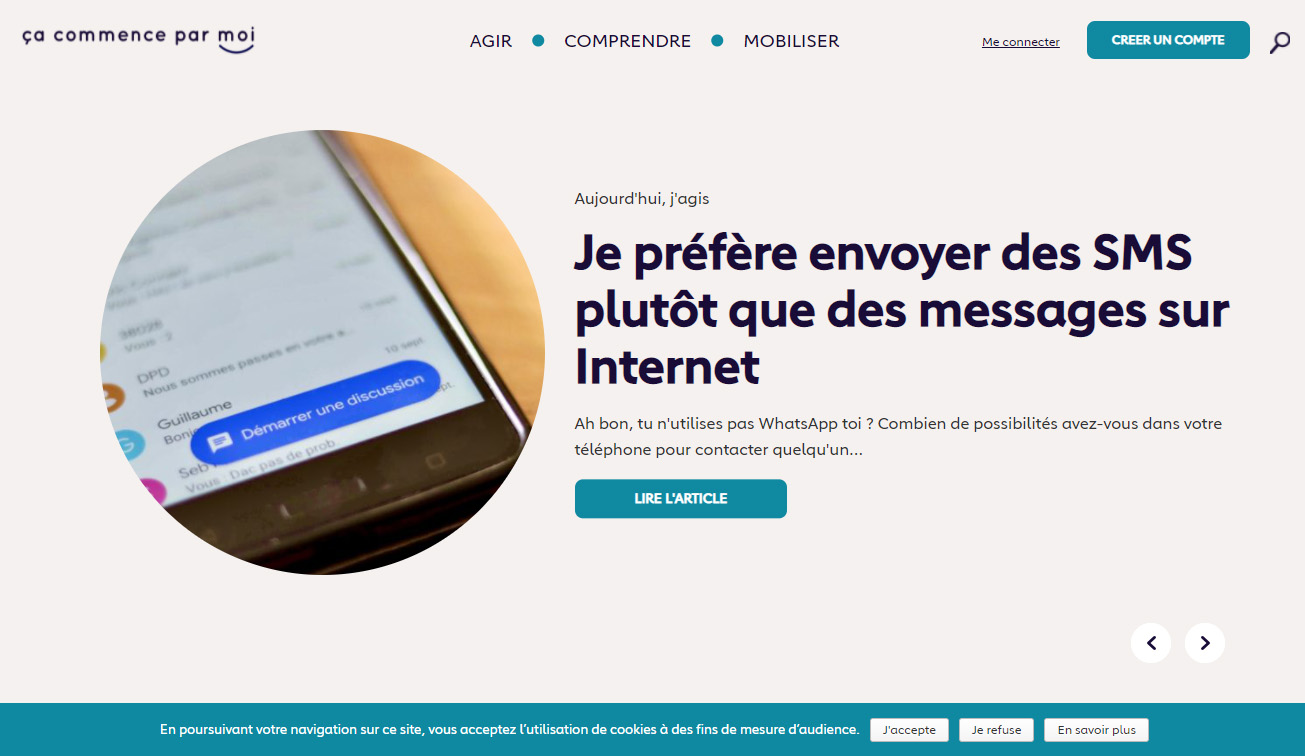 ça commence par moi
AGIR
COMPRENDRE
MOBILISER
Me connecter
CREER UN COMPTE
Aujourd'hui, j'agis
Je préfère envoyer des SMS
plutôt que des messages sur
Internet
Ah bon, tu n'utilises pas WhatsApp toi ? Combien de possibilités avez-vous dans votre
téléphone pour contacter quelqu'un...
LIRE L'ARTICLE
38026
Vous : 2
DPD
Nous sommes passés en votre a...
10 sept.
Guillaume
Démarrer une discussion
Vous : Dac pas de prob.
En poursuivant votre navigation sur ce site, vous acceptez l’utilisation de cookies à des fins de mesure d’audience.
J'accepte
Je refuse
En savoir plus